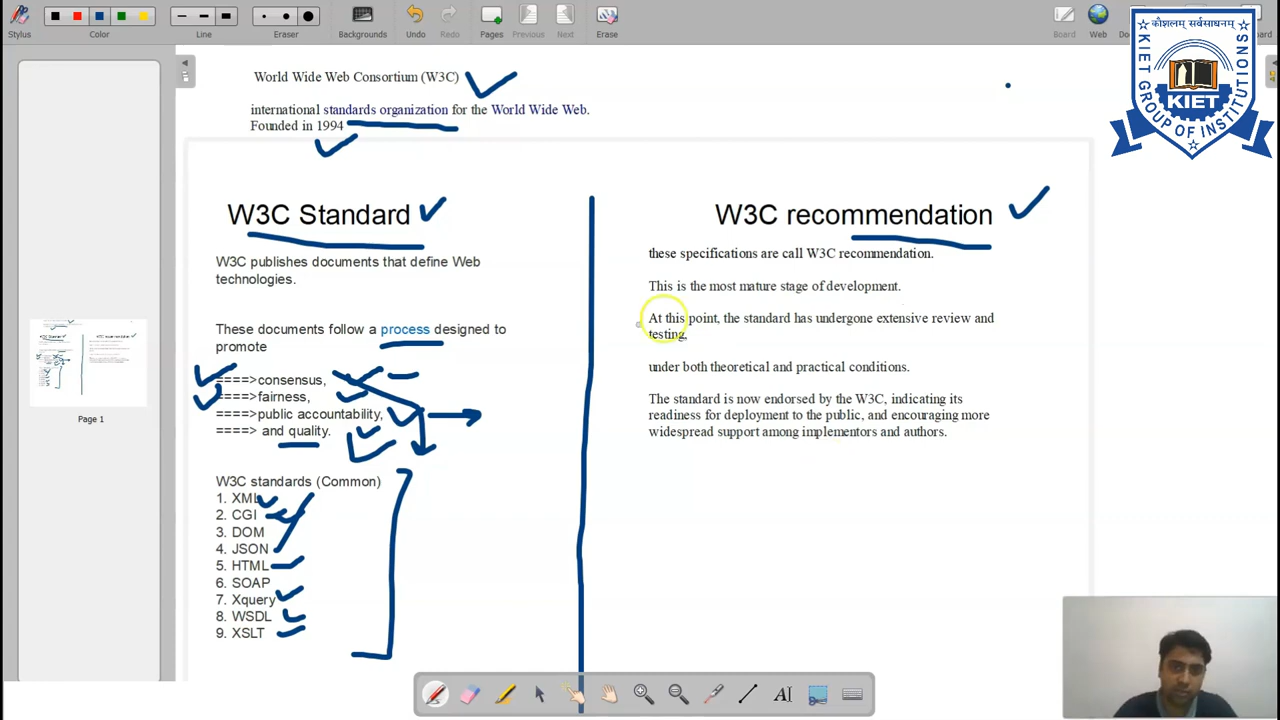 Stylus
Color
Line
Eraser
Backgrounds
Undo
Redo
Pages
Previous
Next
Erase
Board
Web
कौशलम् सर्वसाधनम्
KIET
KIET GROUP OF INSTITUTIONS
World Wide Web Consortium (W3C)
international standards organization for the World Wide Web.
Founded in 1994
W3C Standard
W3C publishes documents that define Web
technologies.
These documents follow a process designed to
promote
====>consensus,
====>fairness,
====>public accountability,
====> and quality.
W3C standards (Common)
1. XML
2. CGI
3. DOM
4. JSON
5. HTML
6. SOAP
7. Xquery
8. WSDL
9. XSLT
W3C recommendation
these specifications are call W3C recommendation.
This is the most mature stage of development.
At this point, the standard has undergone extensive review and
testing,
under both theoretical and practical conditions.
The standard is now endorsed by the W3C, indicating its
readiness for deployment to the public, and encouraging more
widespread support among implementors and authors.
Page 1